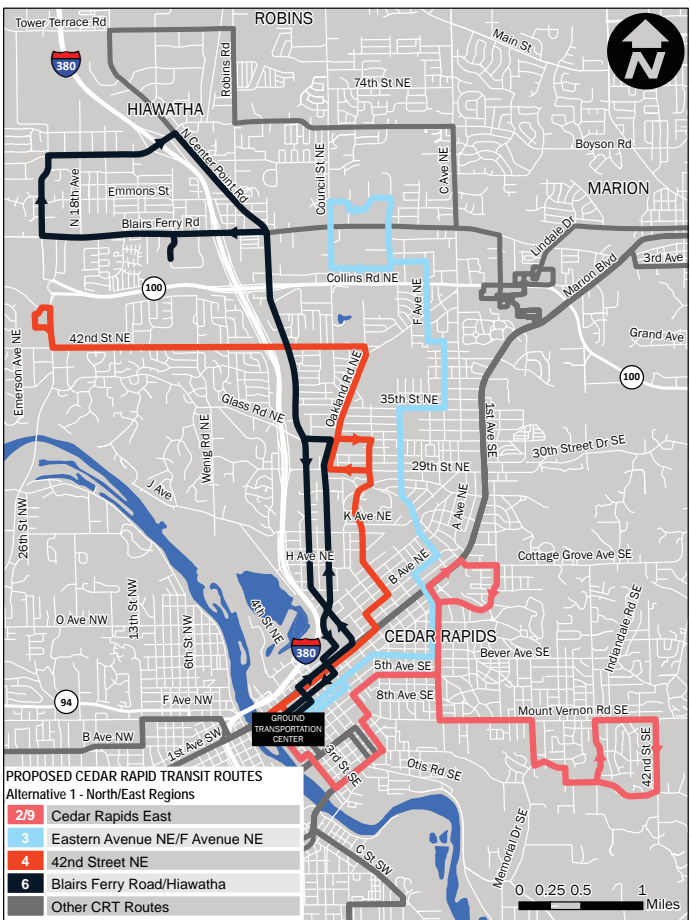 Tower Terrace Rd
ROBINS
Main St
N
380
Robins Rd
74th St NE
HIAWATHA
N Center Point Rd
Council St NE
C Ave NE
Boyson Rd
N 18th Ave
Emmons St
MARION
Blairs Ferry Rd
Lindale Dr
3rd Ave
Collins Rd NE
Marion Blvd
100
F Ave NE
Emerson Ave NE
42nd St NE
Grand Ave
Oakland Rd NE
100
Glass Rd NE
35th St NE
1st Ave SE
Wenig Rd NE
30th Street Dr SE
29th St NE
J Ave
A Ave NE
26th St NW
K Ave NE
H Ave NE
B Ave NE
Cottage Grove Ave SE
4th St NE
O Ave NW
13th St NW
6th St NW
CEDAR RAPIDS
Indiandale Rd SE
380
Bever Ave SE
5th Ave SE
94
F Ave NW
8th Ave SE
Mount Vernon Rd SE
B Ave NW
1st Ave SW
GROUND
TRANSPORTATION
CENTER
3rd St SE
42nd St SE
Otis Rd SE
Memorial Dr SE
C St SW
PROPOSED CEDAR RAPID TRANSIT ROUTES
Alternative 1 - North/East Regions
2/9 Cedar Rapids East
3 Eastern Avenue NE/F Avenue NE
4 42nd Street NE
6 Blairs Ferry Road/Hiawatha
Other CRT Routes
0 0.25 0.5 1
Miles